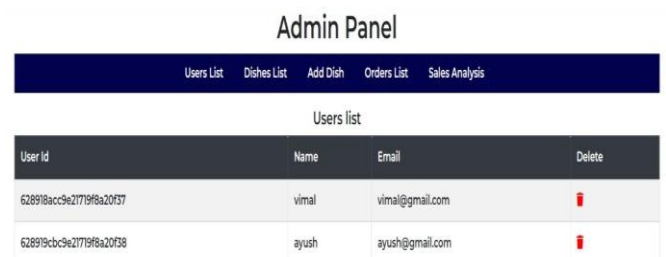 Admin Panel
Users List Dishes List Add Dish Orders List Sales Analysis
Users list
User Id Name Email Delete
628918acc9e21719f8a20f37 vimal vimal@gmail.com
628919cbc9e21719f8a20f38 ayush ayush@gmail.com